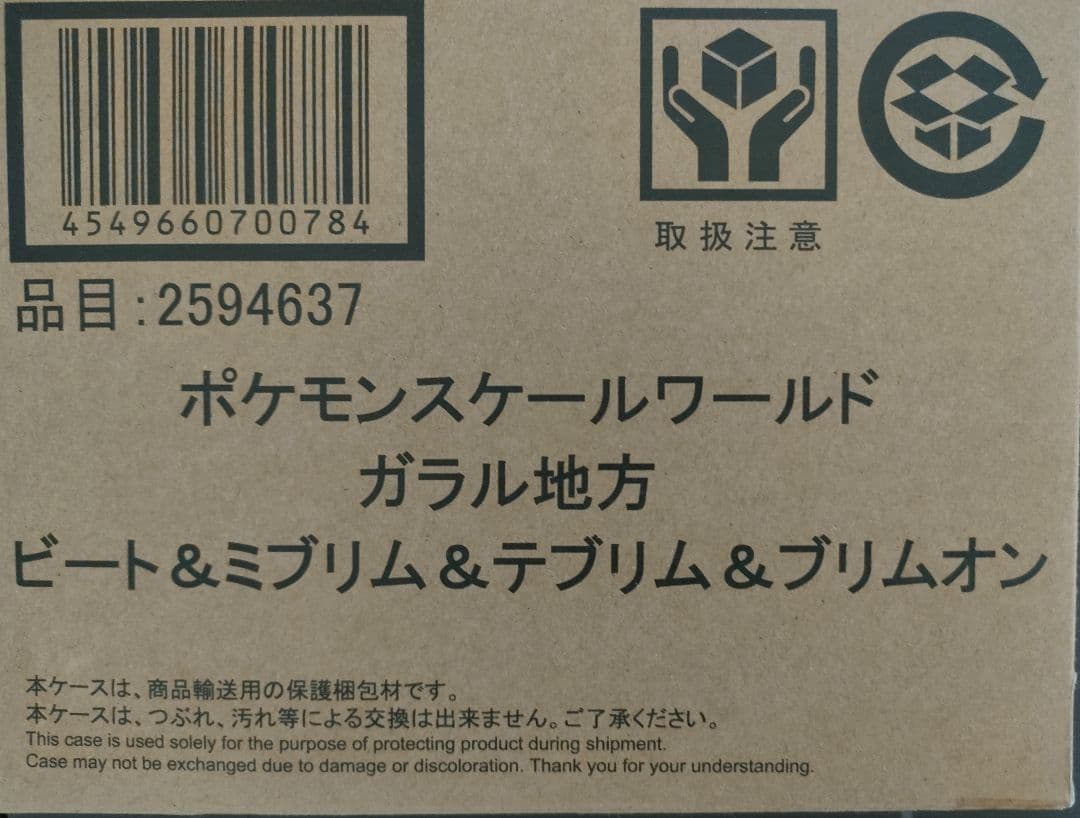 4549660700784
取扱注意
品目:2594637
ポケモンスケールワールド
ガラル地方
ビート&ミブリム&テブリム&ブリムオン
本ケースは、商品輸送用の保護梱包材です。
本ケースは、つぶれ、汚れ等による交換は出来ません。ご了承ください。
This case is used solely for the purpose of protecting product during shipment.
Case may not be exchanged due to damage or discoloration. Thank you for your understanding.